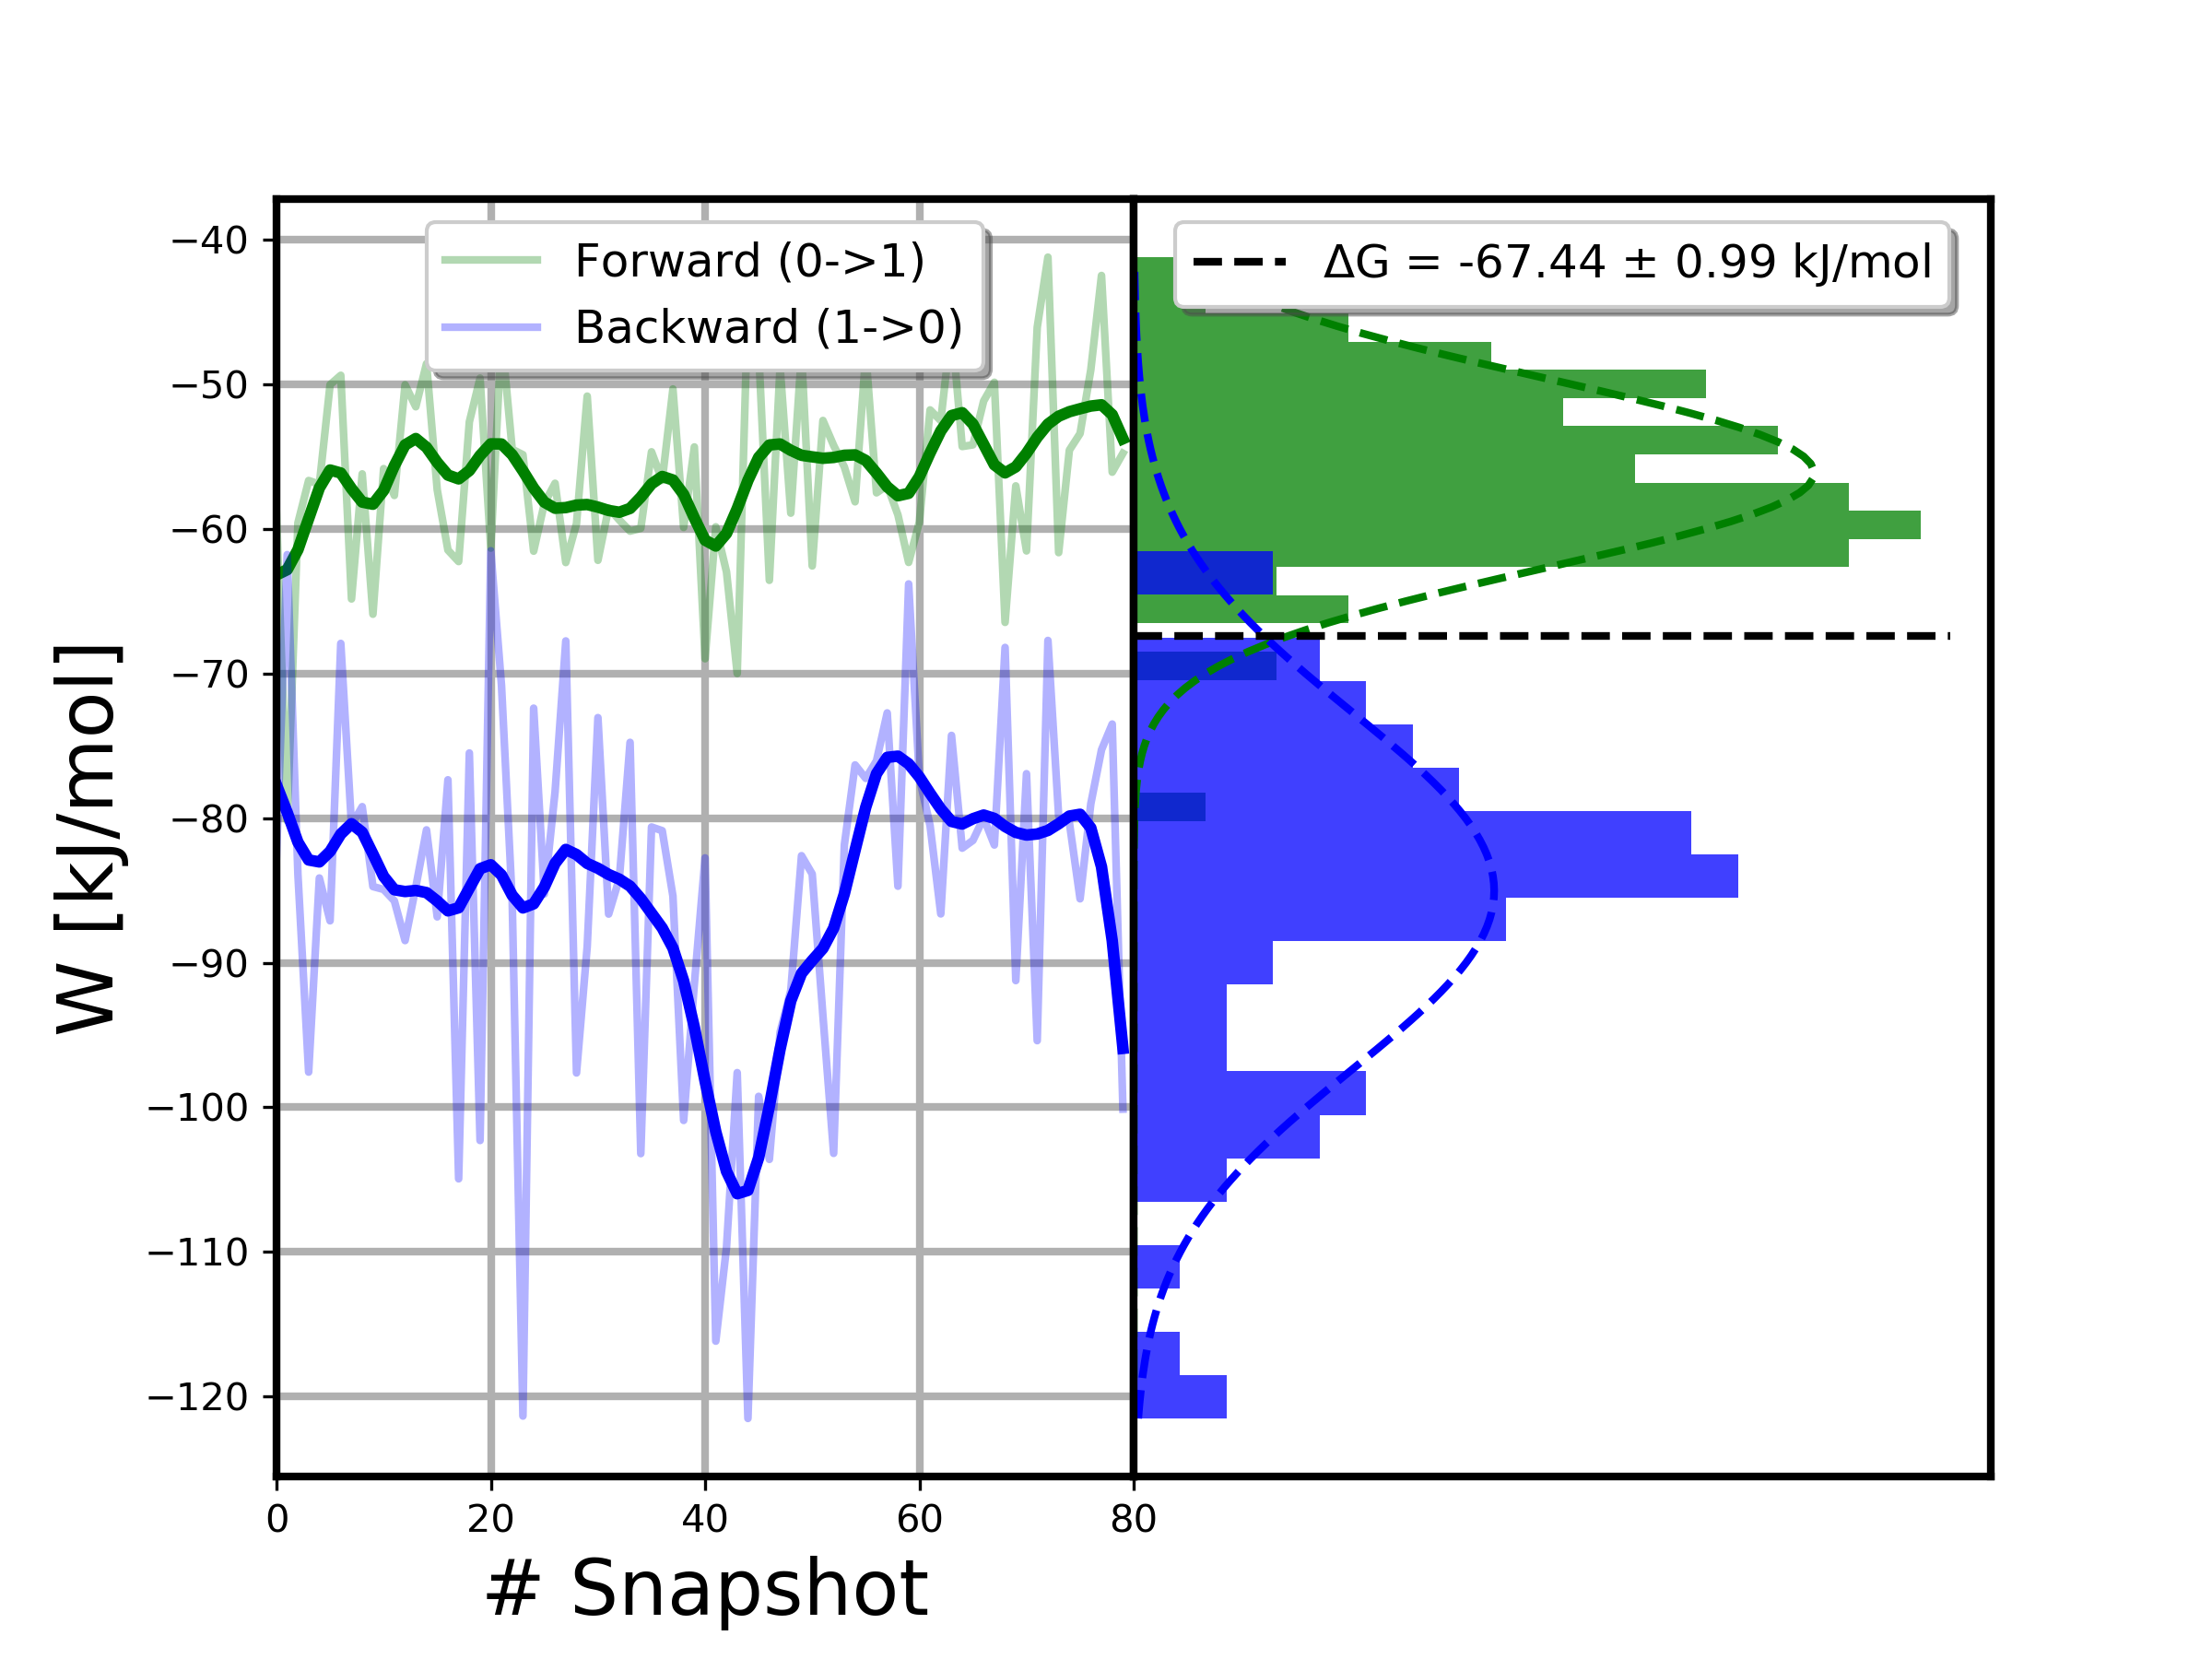 Forward (0->1)
Backward (1->0)
ΔG = -67.44 ± 0.99 kJ/mol
W [kJ/mol]
−40
−50
−60
−70
−80
−90
−100
−110
−120
0 20 40 60 80
# Snapshot